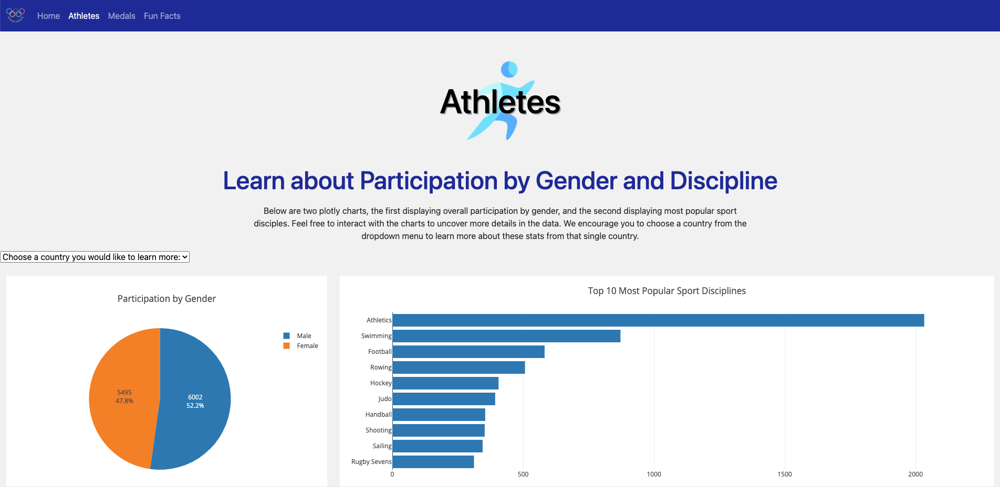 Home Athletes Medals Fun Facts
Athletes
Learn about Participation by Gender and Discipline
Below are two plotly charts, the first displaying overall participation by gender, and the second displaying most popular sport
disciples. Feel free to interact with the charts to uncover more details in the data. We encourage you to choose a country from the
dropdown menu to learn more about these stats from that single country.
Choose a country you would like to learn more:
Participation by Gender
Male
Female
5495
47.8%
6002
52.2%
Top 10 Most Popular Sport Disciplines
Athletics
Swimming
Football
Rowing
Hockey
Judo
Handball
Shooting
Sailing
Rugby Sevens
0 500 1000 1500 2000